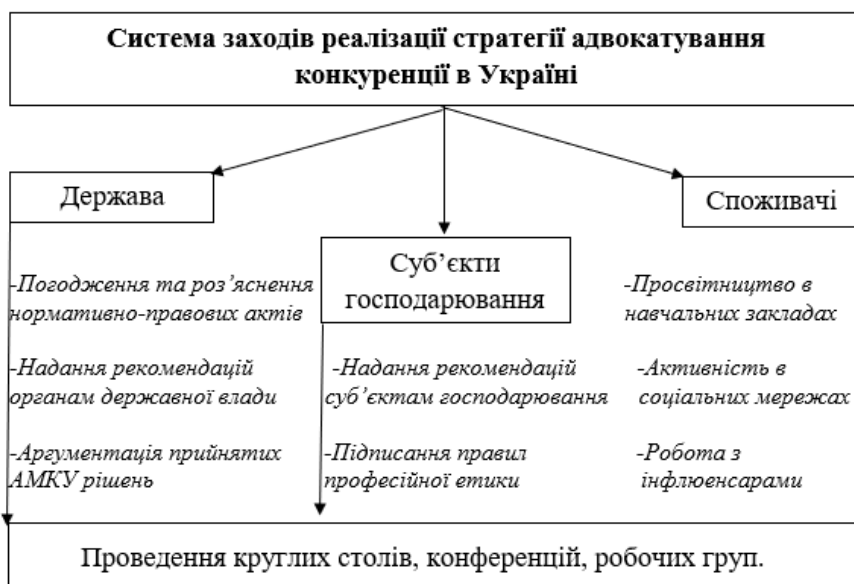 Система заходів реалізації стратегії адвокатування
конкуренції в Україні
Держава
-Погодження та роз’яснення
нормативно-правових актів
-Надання рекомендацій
органам державної влади
-Аргументація прийнятих
АМКУ рішень
Суб’єкти
господарювання
-Надання рекомендацій
суб’єктам господарювання
-Підписання правил
професійної етики
Споживачі
-Просвітництво в
навчальних закладах
-Активність в
соціальних мережах
-Робота з
інфлюенсарами
Проведення круглих столів, конференцій, робочих груп.